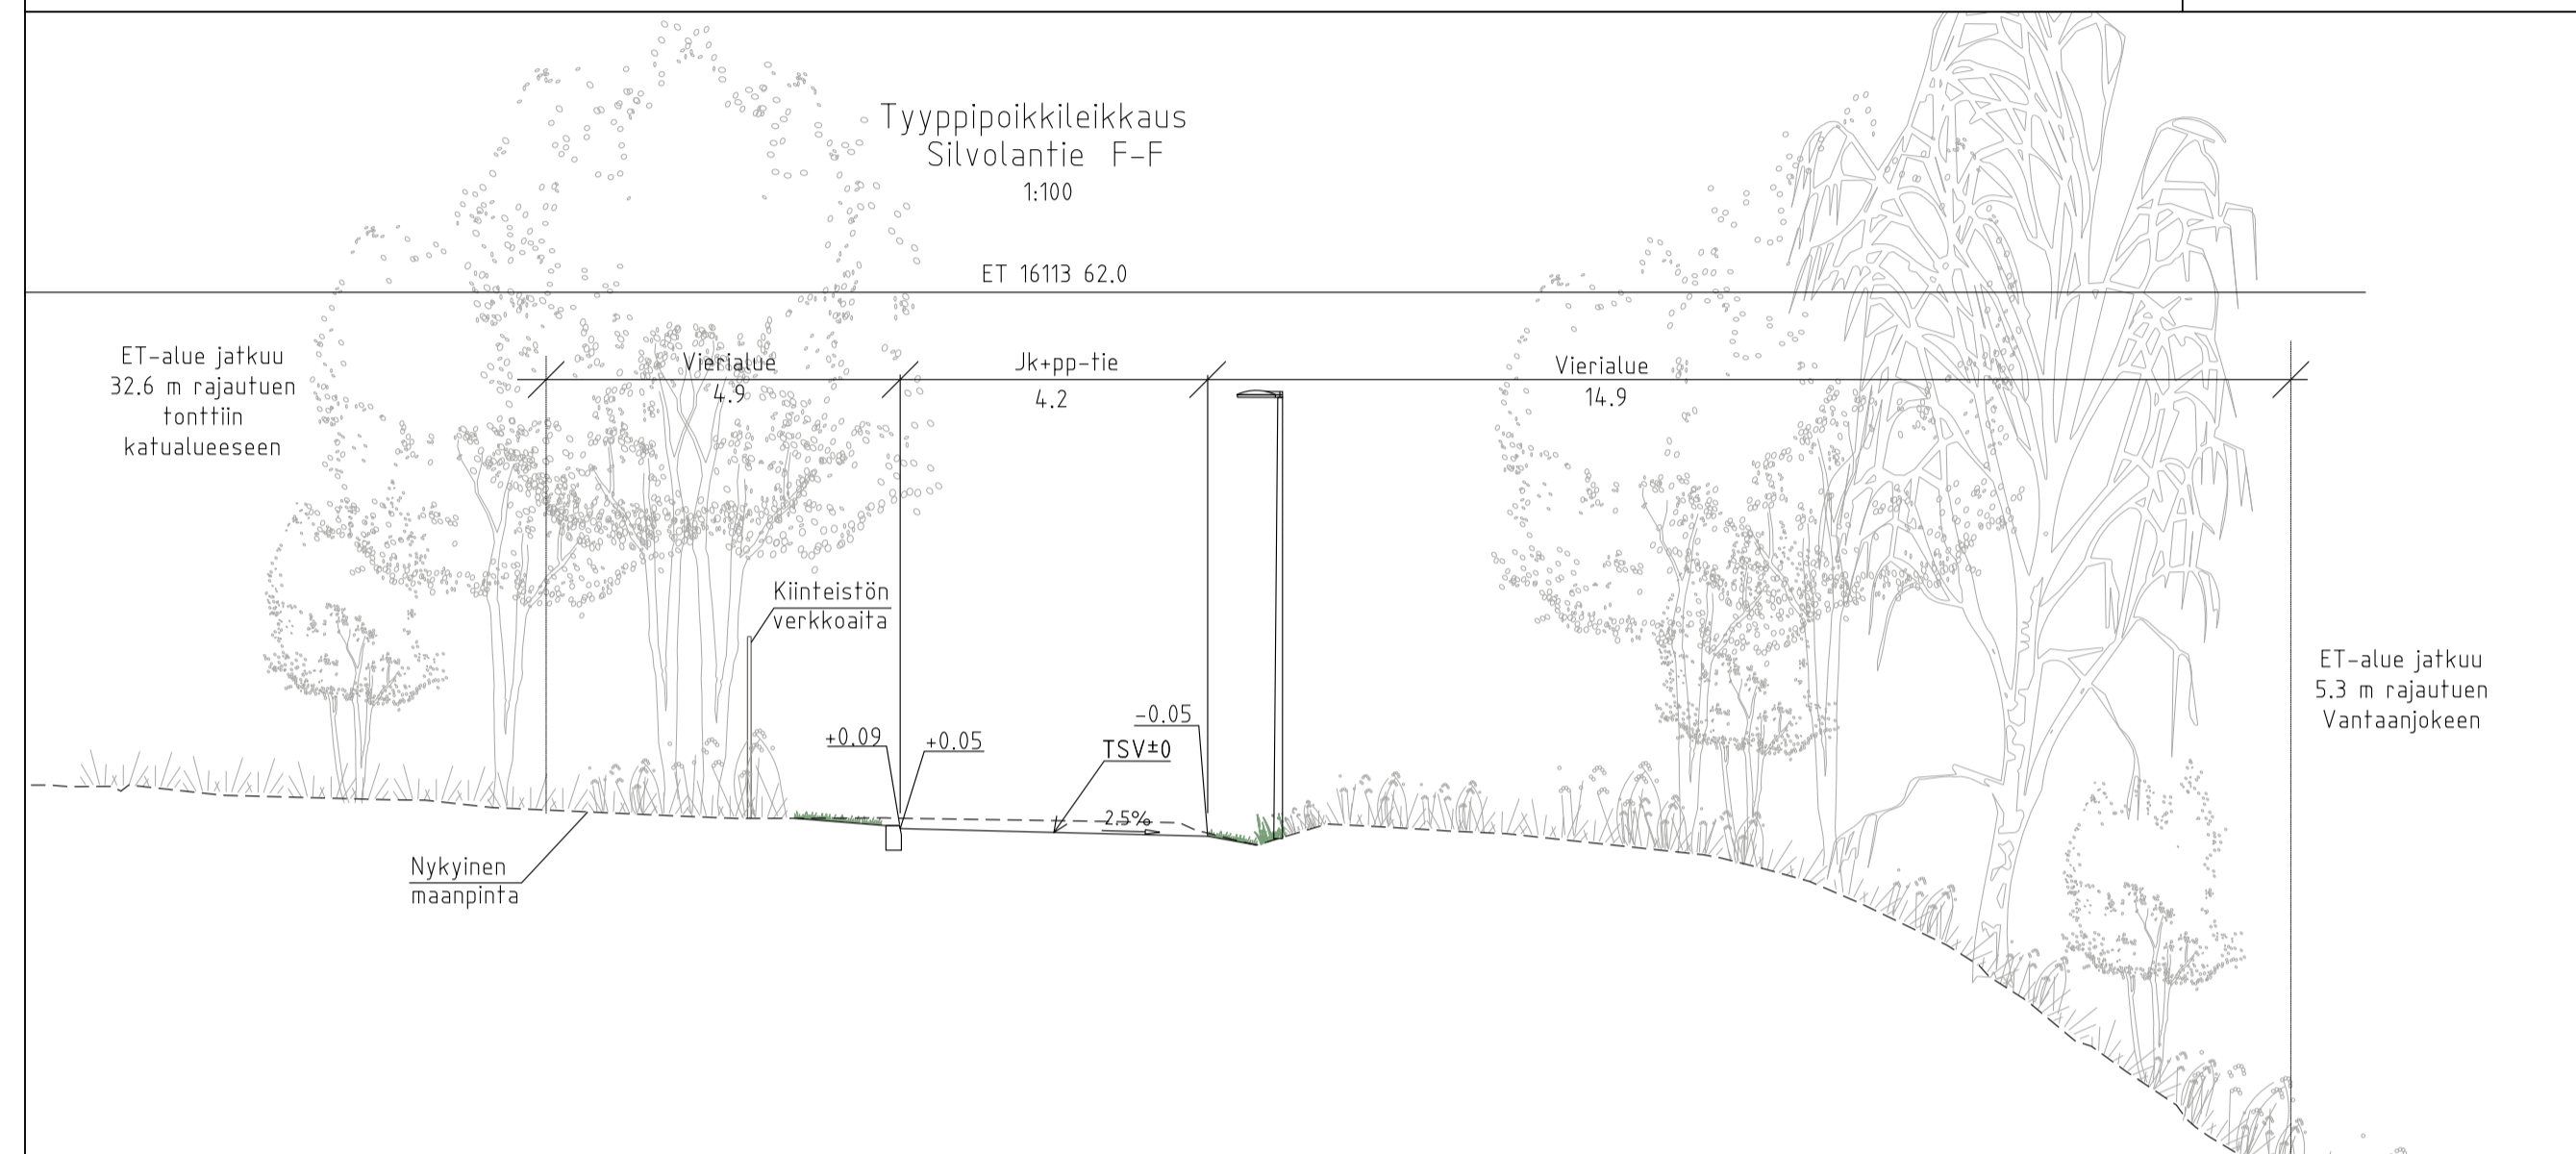 Tyyppipoikkileikkaus
Silvolantie F-F
1:100
ET 16113 62.0
ET-alue jatkuu
32.6 m rajautuen
tonttiin
katualueeseen
Vierialue
4.9
Jk+pp-tie
4.2
Vierialue
14.9
Kiinteistön
verkkoaita
+0.09
+0.05
-0.05
TSV±0
2.5%
Nykyinen
maanpinta
ET-alue jatkuu
5.3 m rajautuen
Vantaanjokeen